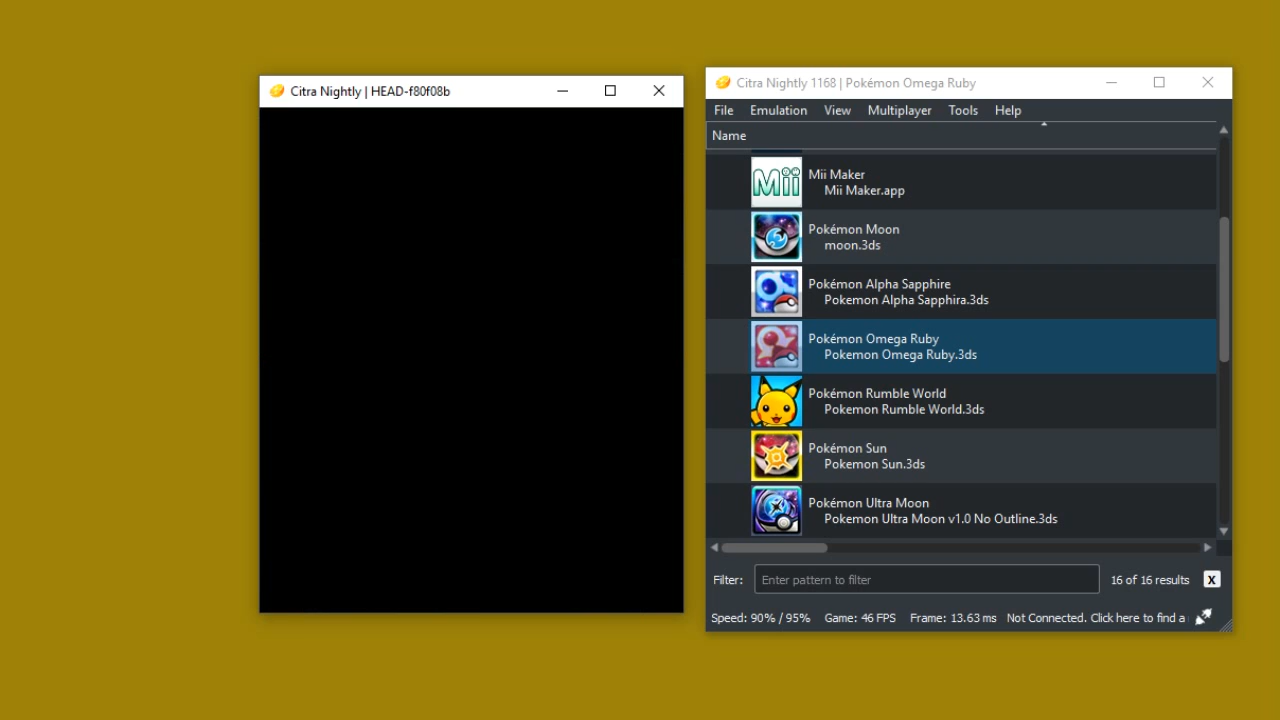 Citra Nightly | HEAD-f80f08b
Citra Nightly 1168 | Pokémon Omega Ruby
File Emulation View Multiplayer Tools Help
Name
Mii
Mii Maker
Mii Maker.app
Pokémon Moon
moon.3ds
Pokémon Alpha Sapphire
Pokemon Alpha Sapphira.3ds
Pokémon Omega Ruby
Pokemon Omega Ruby.3ds
Pokémon Rumble World
Pokemon Rumble World.3ds
Pokémon Sun
Pokemon Sun.3ds
Pokémon Ultra Moon
Pokemon Ultra Moon v1.0 No Outline.3ds
Filter: Enter pattern to filter 16 of 16 results X
Speed: 90% / 95% Game: 46 FPS Frame: 13.63 ms Not Connected. Click here to find a